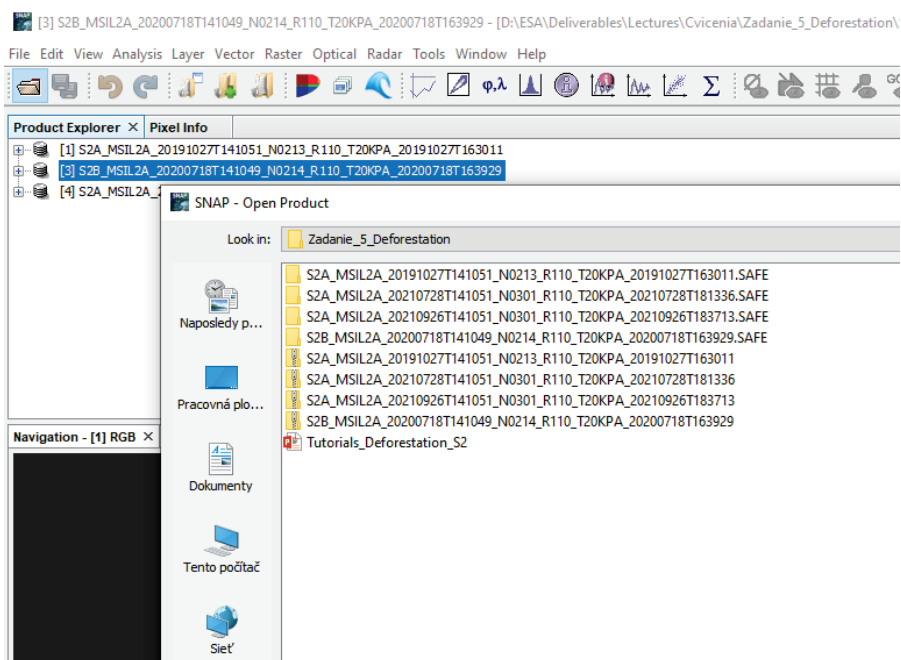 [3] S2B_MSIL2A_20200718T141049_N0214_R110_T20KPA_20200718T163929 - [D:\ESA\Deliverables\Lectures\Cvicenia\Zadanie_5_Deforestation\
File Edit View Analysis Layer Vector Raster Optical Radar Tools Window Help
φ,λ Σ
Product Explorer × Pixel Info
[1] S2A_MSIL2A_20191027T141051_N0213_R110_T20KPA_20191027T163011
[3] S2B_MSIL2A_20200718T141049_N0214_R110_T20KPA_20200718T163929
[4] S2A_MSIL2A_2
SNAP - Open Product
Look in: Zadanie_5_Deforestation
S2A_MSIL2A_20191027T141051_N0213_R110_T20KPA_20191027T163011.SAFE
S2A_MSIL2A_20210728T141051_N0301_R110_T20KPA_20210728T181336.SAFE
S2A_MSIL2A_20210926T141051_N0301_R110_T20KPA_20210926T183713.SAFE
S2B_MSIL2A_20200718T141049_N0214_R110_T20KPA_20200718T163929.SAFE
S2A_MSIL2A_20191027T141051_N0213_R110_T20KPA_20191027T163011
S2A_MSIL2A_20210728T141051_N0301_R110_T20KPA_20210728T181336
S2A_MSIL2A_20210926T141051_N0301_R110_T20KPA_20210926T183713
S2B_MSIL2A_20200718T141049_N0214_R110_T20KPA_20200718T163929
Tutorials_Deforestation_S2
Naposledy p...
Pracovná plo...
Dokumenty
Tento počítač
Sieť
Navigation - [1] RGB ×